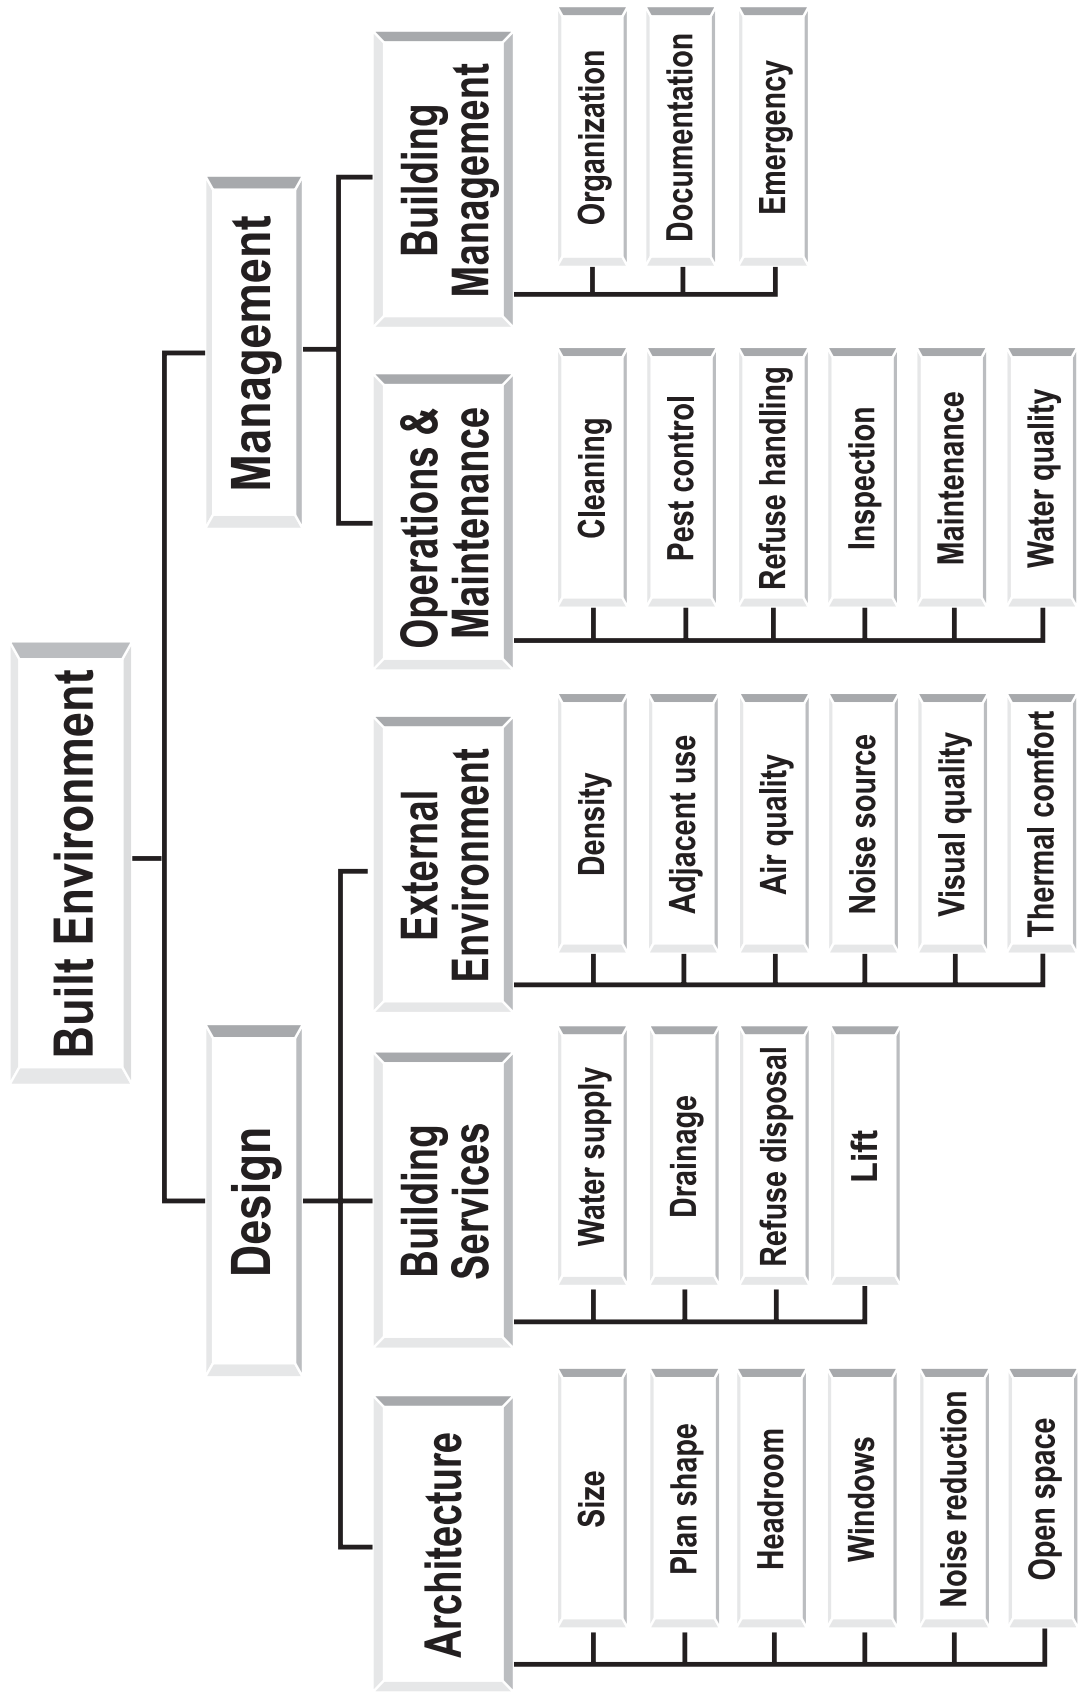 Built Environment
Design
Management
Architecture
Building
Services
External
Environment
Operations &
Maintenance
Building
Management
Size
Plan shape
Headroom
Windows
Noise reduction
Open space
Water supply
Drainage
Refuse disposal
Lift
Density
Adjacent use
Air quality
Noise source
Visual quality
Thermal comfort
Cleaning
Pest control
Refuse handling
Inspection
Maintenance
Water quality
Organization
Documentation
Emergency